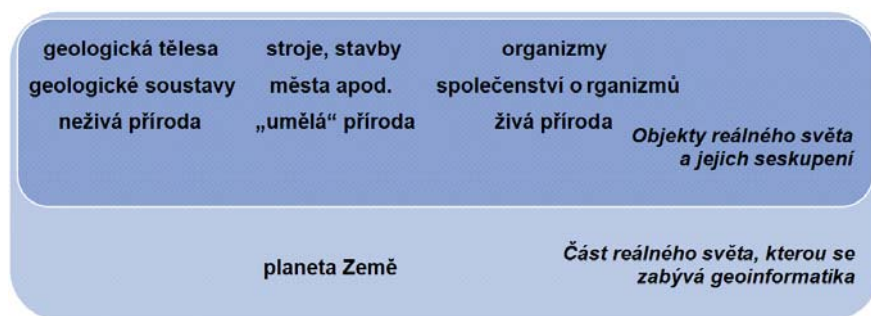 geologická tělesa
geologické soustavy
neživá příroda
stroje, stavby
města apod.
„umělá“ příroda
organizmy
společenství o rganizmů
živá příroda
Objekty reálného světa
a jejich seskupení
planeta Země
Část reálného světa, kterou se
zabývá geoinformatika